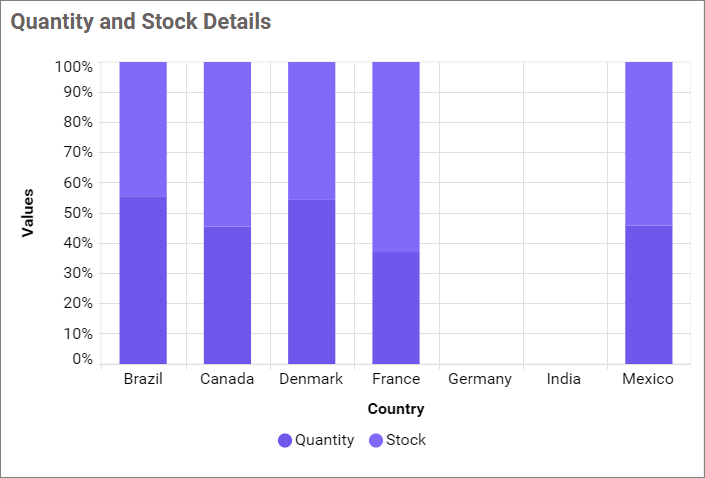 Quantity and Stock Details
100%
90%
80%
70%
60%
50%
40%
30%
20%
10%
0%
Values
Brazil Canada Denmark France Germany India Mexico
Country
Quantity Stock